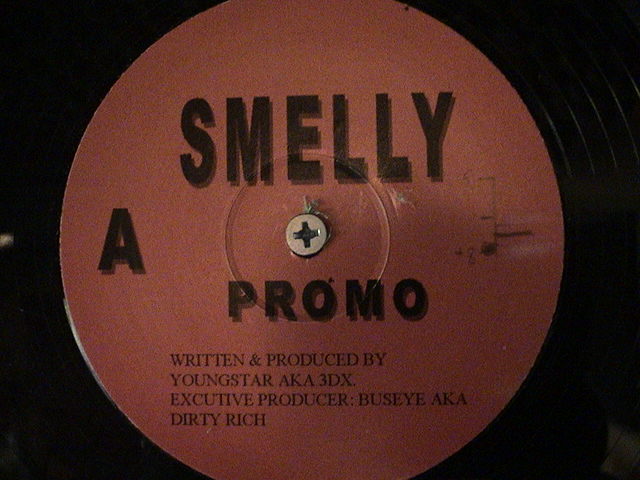 SMELLY
A
PROMO
WRITTEN & PRODUCED BY
YOUNGSTAR AKA 3DX.
EXCUTIVE PRODUCER: BUSEYE AKA
DIRTY RICH